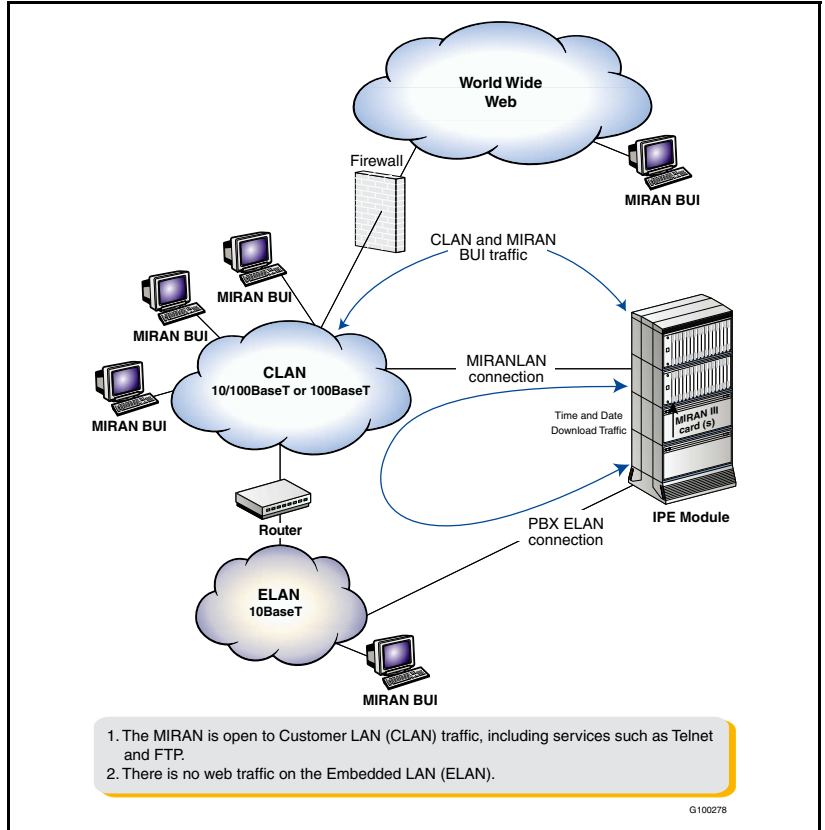 World Wide
Web
Firewall
MIRAN BUI
CLAN and MIRAN
BUI traffic
MIRAN BUI
MIRAN BUI
MIRAN BUI
CLAN
10/100BaseT or 100BaseT
MIRANLAN
connection
Time and Date
Download Traffic
MIRAN III
card (s)
IPE Module
Router
PBX ELAN
connection
ELAN
10BaseT
MIRAN BUI
1. The MIRAN is open to Customer LAN (CLAN) traffic, including services such as Telnet
and FTP.
2. There is no web traffic on the Embedded LAN (ELAN).
G100278